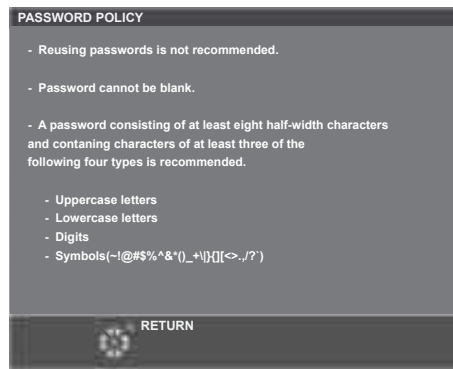 PASSWORD POLICY
- Reusing passwords is not recommended.
- Password cannot be blank.
- A password consisting of at least eight half-width characters
and contaning characters of at least three of the
following four types is recommended.
- Uppercase letters
- Lowercase letters
- Digits
- Symbols(~!@#$%^&*()_+\|}{][<>.,/?`)
RETURN